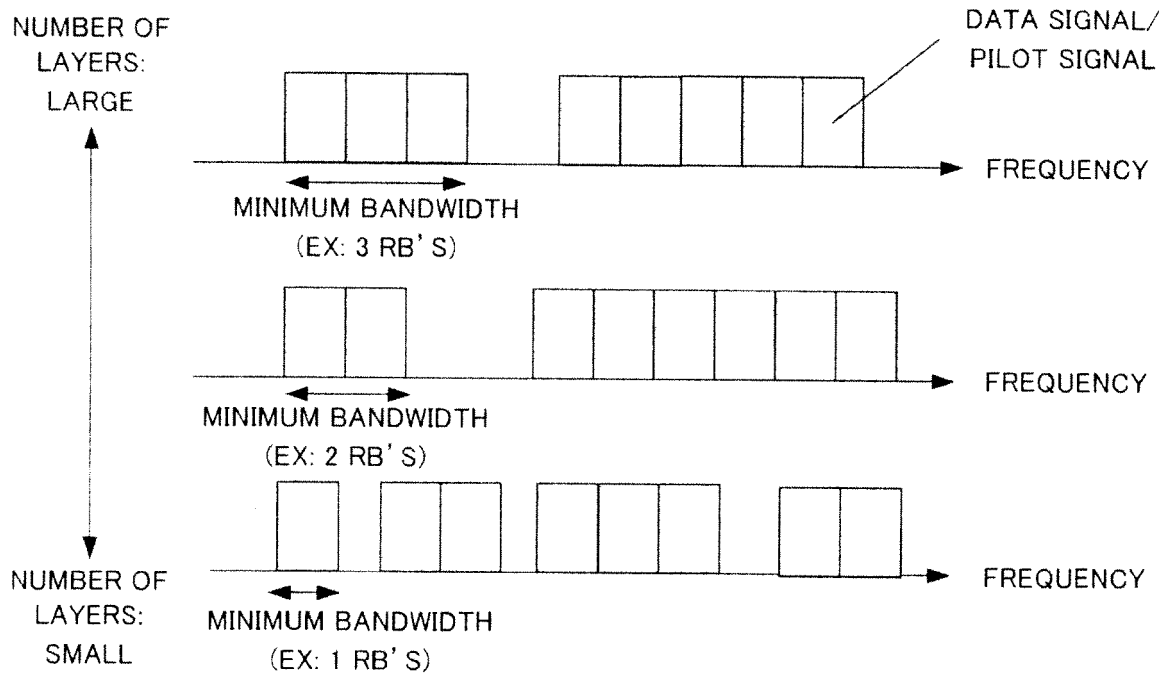 NUMBER OF
LAYERS:
LARGE
DATA SIGNAL/
PILOT SIGNAL
FREQUENCY
MINIMUM BANDWIDTH
(EX: 3 RB'S)
FREQUENCY
MINIMUM BANDWIDTH
(EX: 2 RB'S)
FREQUENCY
NUMBER OF
LAYERS:
SMALL
MINIMUM BANDWIDTH
(EX: 1 RB'S)